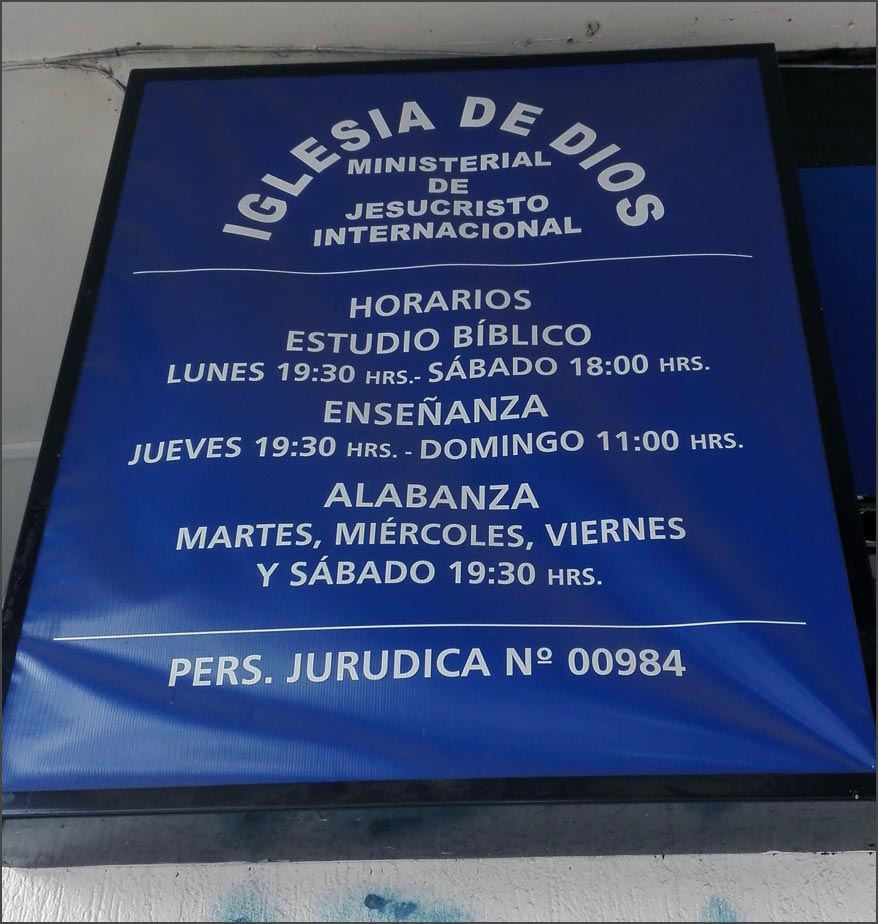 IGLESIA DE DIOS
MINISTERIAL
DE
JESUCRISTO
INTERNACIONAL
HORARIOS
ESTUDIO BÍBLICO
LUNES 19:30 HRS.- SÁBADO 18:00 HRS.
ENSEÑANZA
JUEVES 19:30 HRS. - DOMINGO 11:00 HRS.
ALABANZA
MARTES, MIÉRCOLES, VIERNES
Y SÁBADO 19:30 HRS.
PERS. JURUDICA Nº 00984